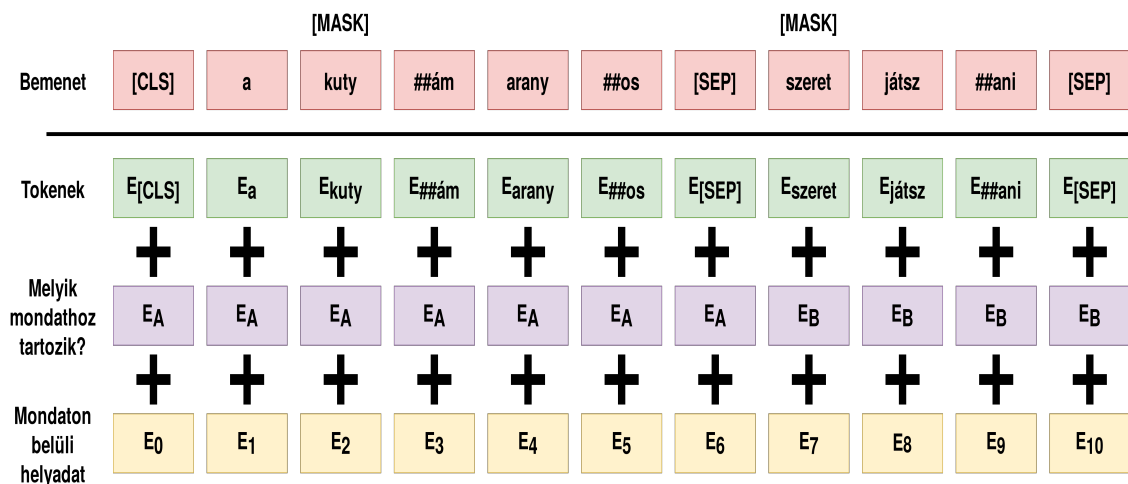 [MASK] [MASK]
Bemenet [CLS] a kuty ##ám arany ##os [SEP] szeret játsz ##ani [SEP]
Tokenek E[CLS] Ea Ekuty E##ám Earany E##os E[SEP] Eszeret Ejátsz E##ani E[SEP]
+ + + + + + + + + + +
Melyik
mondathoz
tartozik?
EA EA EA EA EA EA EA EB EB EB EB
+ + + + + + + + + + +
Mondaton
belüli
helyadat
E0 E1 E2 E3 E4 E5 E6 E7 E8 E9 E10